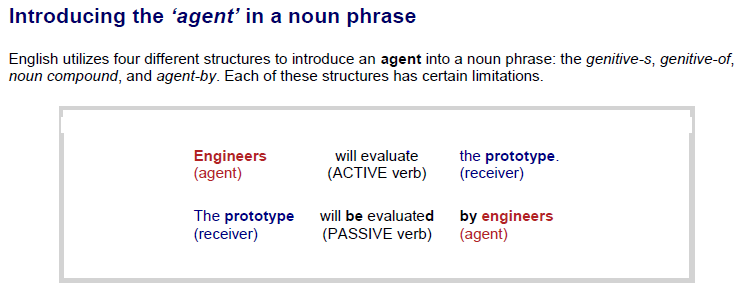 Introducing the ‘agent’ in a noun phrase
English utilizes four different structures to introduce an agent into a noun phrase: the genitive-s, genitive-of,
noun compound, and agent-by. Each of these structures has certain limitations.
Engineers will evaluate the prototype.
(agent) (ACTIVE verb) (receiver)
The prototype will be evaluated by engineers
(receiver) (PASSIVE verb) (agent)